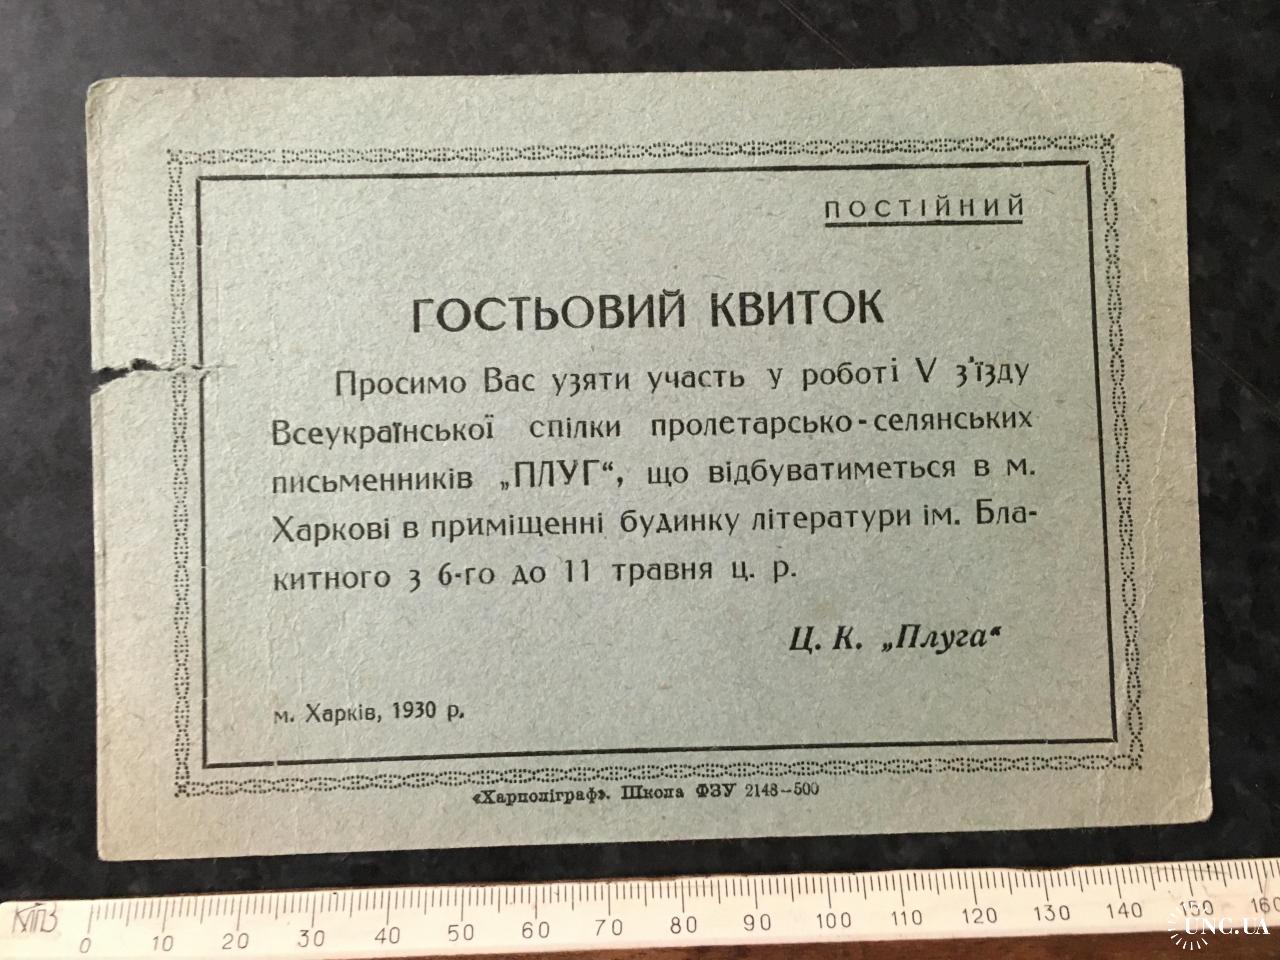 ПОСТІЙНИЙ
ГОСТЬОВИЙ КВИТОК
Просимо Вас узяти участь у роботі V з'їзду
Всеукраїнської спілки пролетарсько-селянських
письменників „ПЛУГ“, що відбуватиметься в м.
Харкові в приміщенні будинку літератури ім. Бла-
китного з 6-го до 11 травня ц. р.
Ц. К. „Плуга“
м. Харків, 1930 р.
«Харполіграф». Школа ФЗУ 2148—500
КПЗ
0 10 20 30 40 50 60 70 80 90 100 110 120 130 140 150 160
UNC.UA